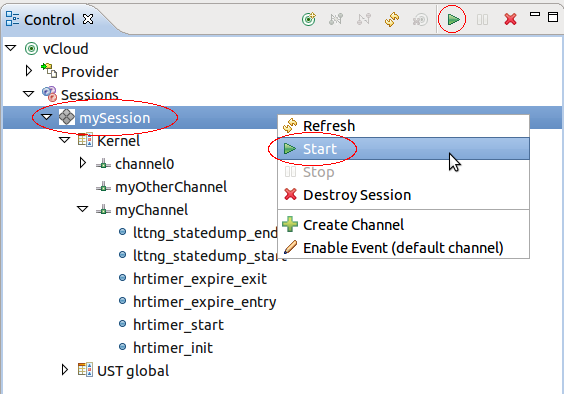 Control
vCloud
Provider
Sessions
mySession
Kernel
channel0
myOtherChannel
myChannel
lttng_statedump_end
lttng_statedump_start
hrtimer_expire_exit
hrtimer_expire_entry
hrtimer_start
hrtimer_init
UST global
Refresh
Start
Stop
Destroy Session
Create Channel
Enable Event (default channel)